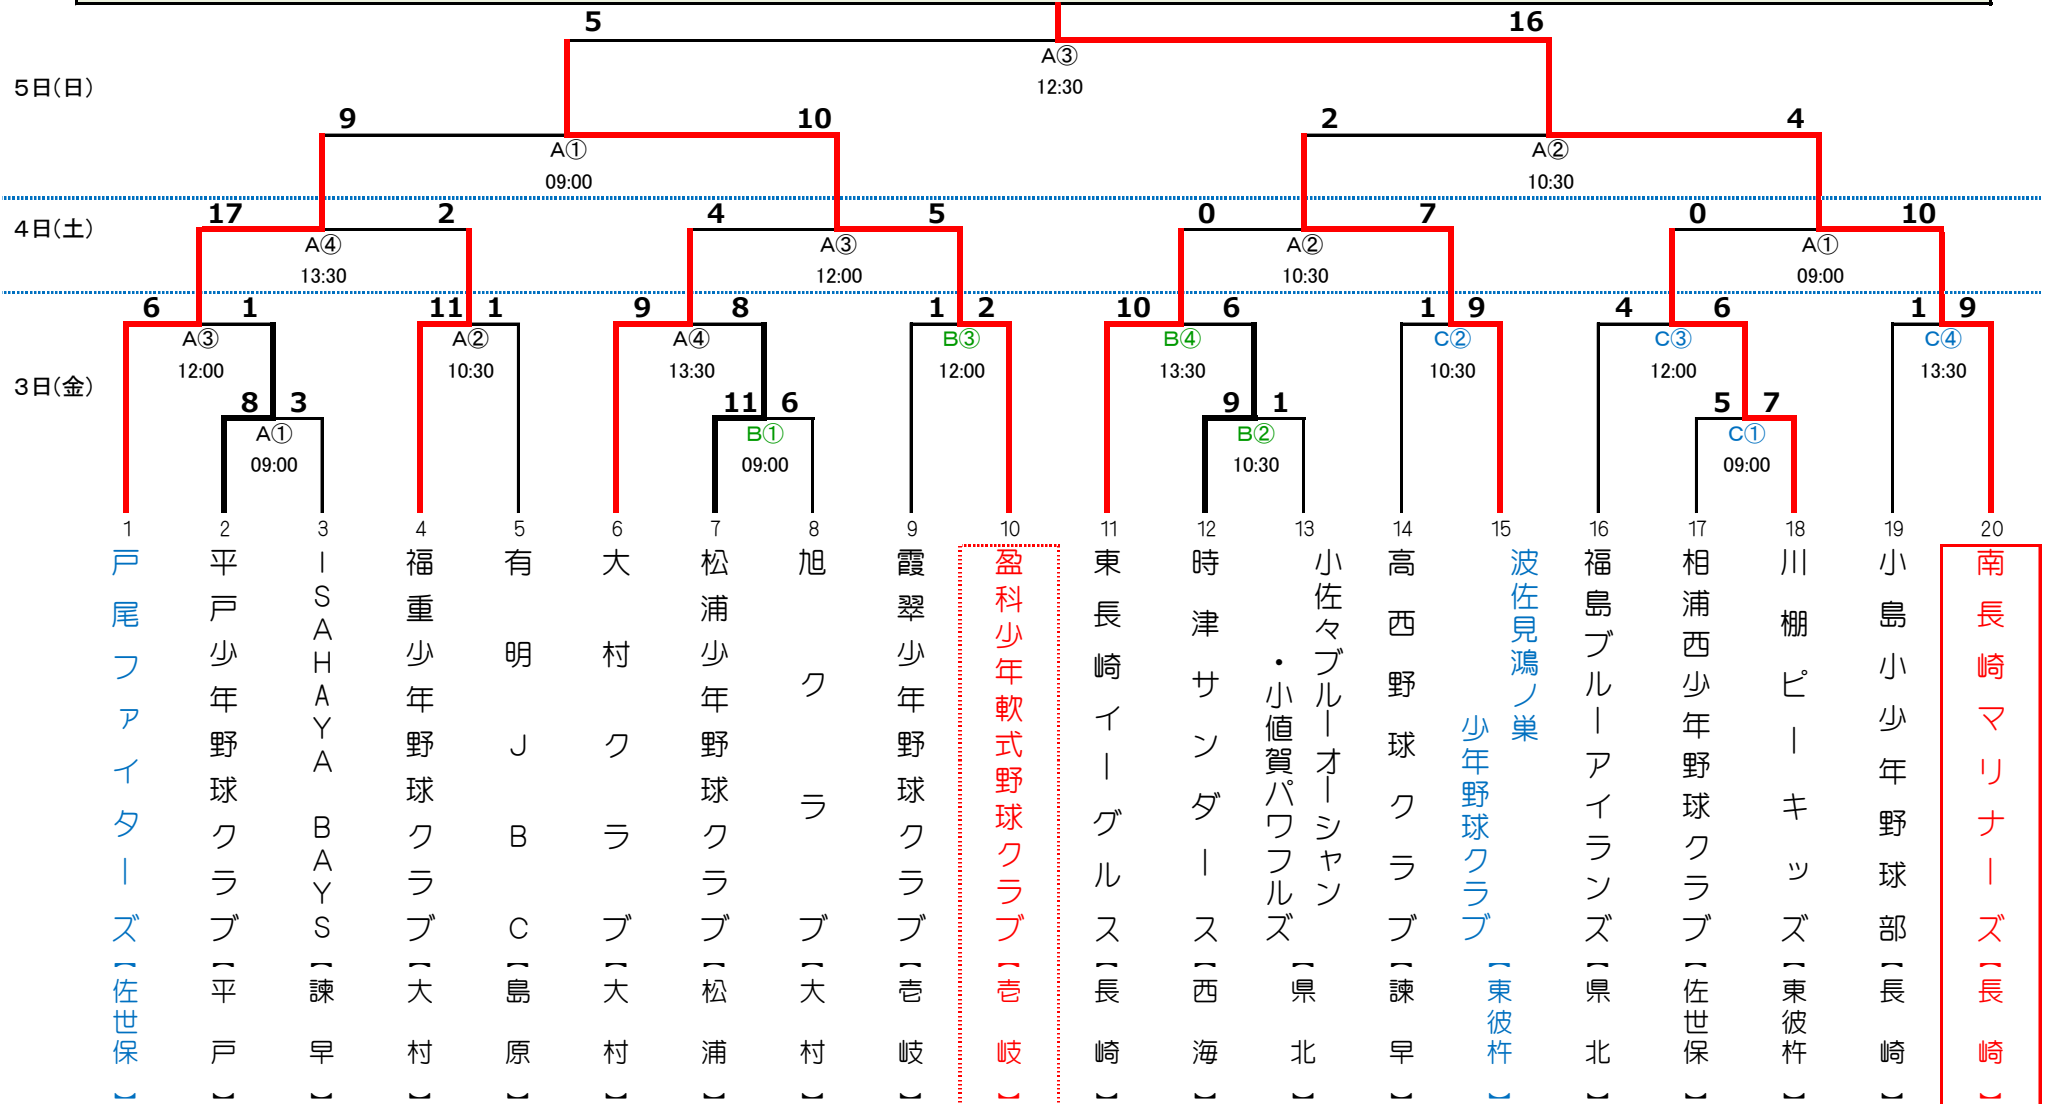 5 16
A③
5日(日)
12:30
9 10 2 4
A① A②
09:00 10:30
17 2 4 5 0 7 0 10
4日(土)
A④ A③ A② A①
13:30 12:00 10:30 09:00
6 1 11 1 9 8 1 2 10 6 1 9 4 6 1 9
A③ A② A④ B③ B④ C② C③ C④
12:00 10:30 13:30 12:00 13:30 10:30 12:00 13:30
3日(金)
8 3 11 6 9 1 5 7
A① B① B② C①
09:00 09:00 10:30 09:00
1 2 3 4 5 6 7 8 9 10 11 12 13 14 15 16 17 18 19 20
戸尾ファイターズ【佐世保】
平戸少年野球クラブ【平戸】
ISAHAYA BAYS【諫早】
福重少年野球クラブ【大村】
有明JBC【島原】
大村クラブ【大村】
松浦少年野球クラブ【松浦】
旭クラブ【大村】
霞翠少年野球クラブ【壱岐】
盈科少年軟式野球クラブ【壱岐】
東長崎イーグルス【長崎】
時津サンダース【西海】
小佐々ブルーオーシャン
・小値賀パワフルズ【県北】
高西野球クラブ【諫早】
波佐見鴻ノ巣
少年野球クラブ【東彼杵】
福島ブルーアイランズ【県北】
相浦西少年野球クラブ【佐世保】
川棚ピーキッズ【東彼杵】
小島小少年野球部【長崎】
南長崎マリナーズ【長崎】